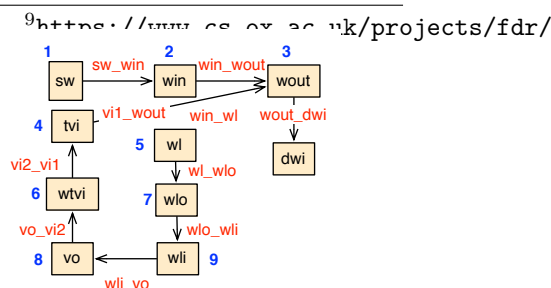 9https://www.cs.ox.ac.uk/projects/fdr/
1 2 3
sw sw_win win win_wout wout
4 tvi vi1_wout win_wl wout_dwi
5 wl dwi
vi2_vi1 wl_wlo
6 wtvi 7 wlo
vo_vi2 wlo_wli
8 vo wli 9
wli_vo